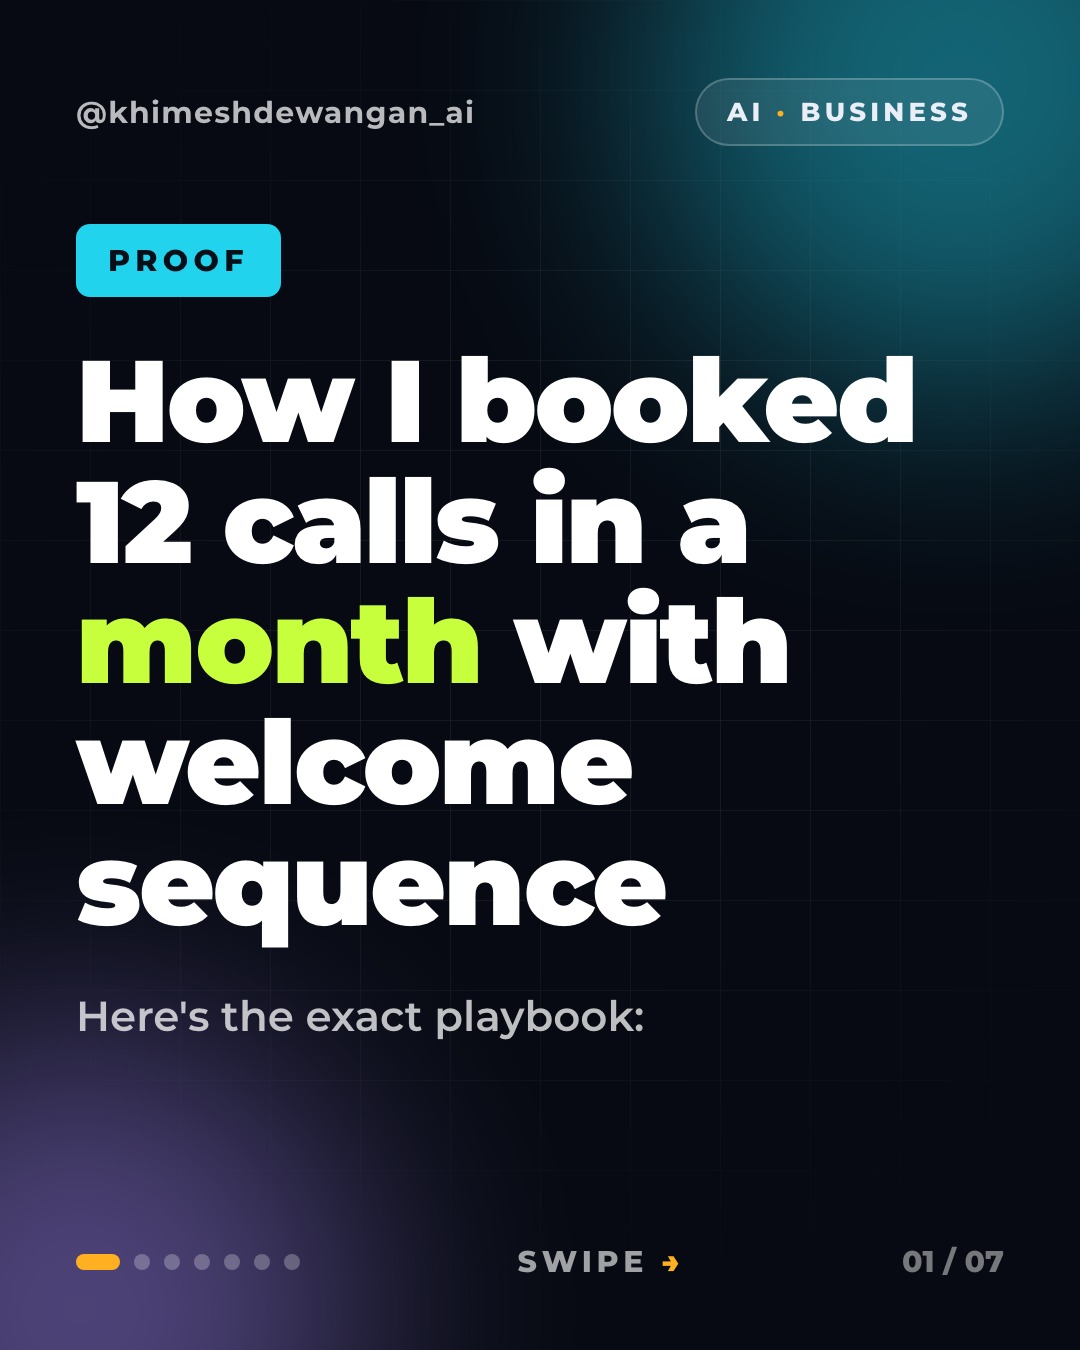 @khimeshdewangan_ai
AI · BUSINESS
PROOF
How I booked
12 calls in a
month with
welcome
sequence
Here's the exact playbook:
SWIPE →
01 / 07